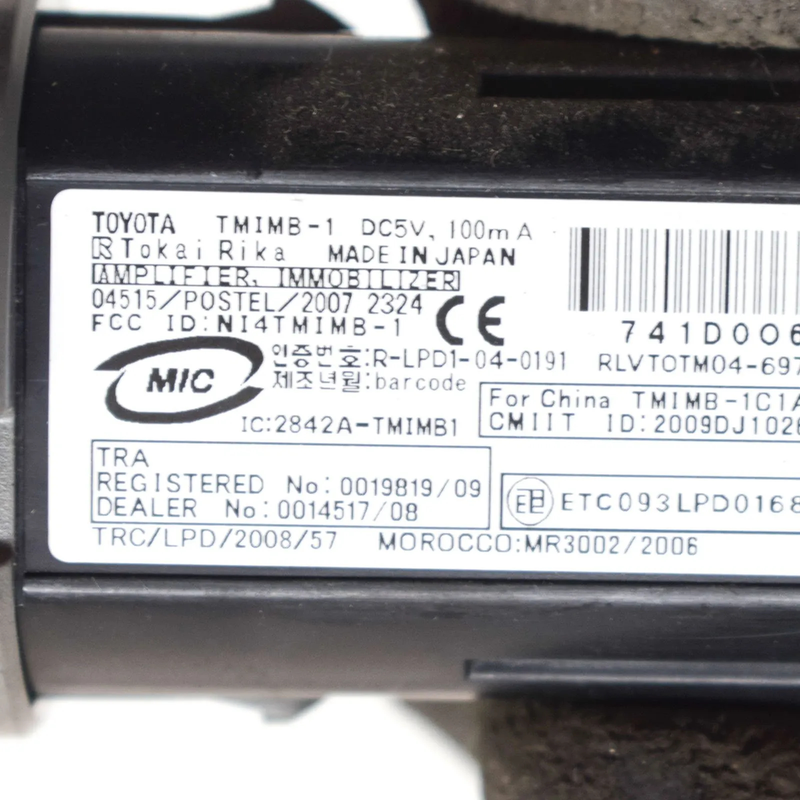 TOYOTA TMIMB-1 DC5V, 100mA
R Tokai Rika MADE IN JAPAN
AMPLIFIER, IMMOBILIZER
04515/POSTEL/2007 2324
FCC ID:NI4TMIMB-1
CE
741D006
MIC
인증번호:R-LPD1-04-0191 RLVTOTM04-697
제조년월:barcode
IC:2842A-TMIMB1
For China TMIMB-1C1A
CMIIT ID:2009DJ1026
TRA
REGISTERED No:0019819/09
DEALER No:0014517/08
ETC093LPD0168
TRC/LPD/2008/57 MOROCCO:MR3002/2006